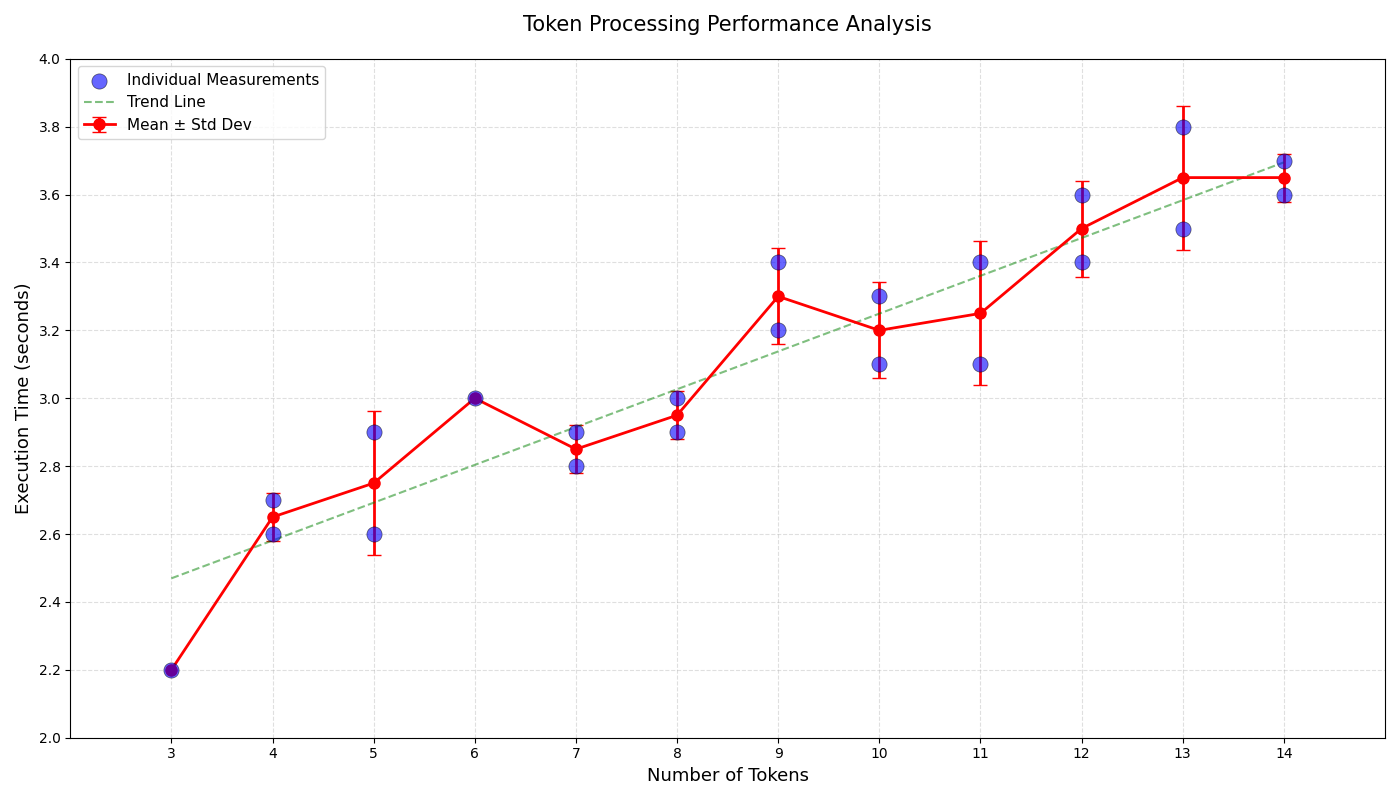 Token Processing Performance Analysis
Individual Measurements
Trend Line
Mean ± Std Dev
Execution Time (seconds)
4.0
3.8
3.6
3.4
3.2
3.0
2.8
2.6
2.4
2.2
2.0
3 4 5 6 7 8 9 10 11 12 13 14
Number of Tokens